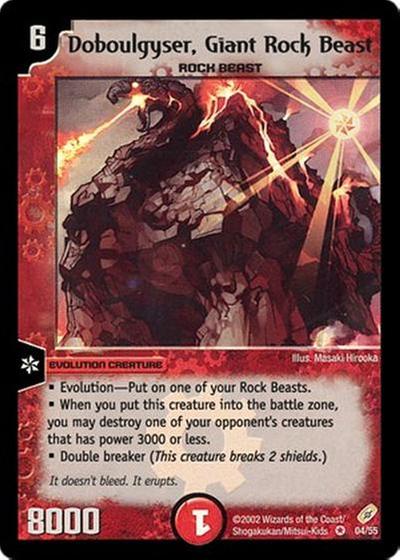 6 Doboulgyser, Giant Rock Beast
ROCK BEAST
Illus. Masaki Hirooka
EVOLUTION CREATURE
▪ Evolution—Put on one of your Rock Beasts.
▪ When you put this creature into the battle zone,
you may destroy one of your opponent's creatures
that has power 3000 or less.
▪ Double breaker (This creature breaks 2 shields.)
It doesn't bleed. It erupts.
8000
1
©2002 Wizards of the Coast/
Shogakukan/Mitsui-Kids ✪ 04/55